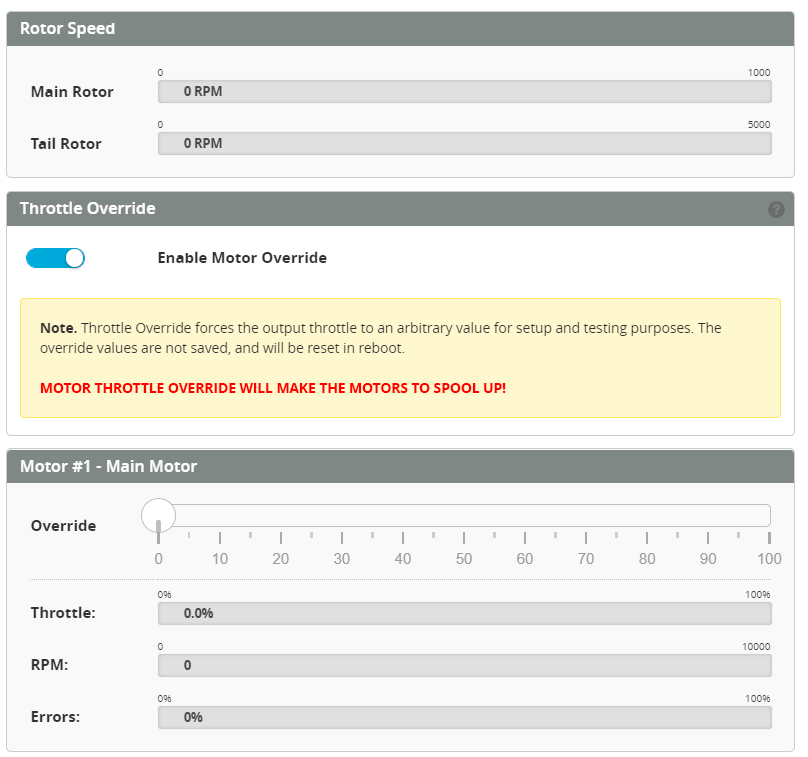 Rotor Speed
0 1000
Main Rotor 0 RPM
0 5000
Tail Rotor 0 RPM
Throttle Override ?
Enable Motor Override
Note. Throttle Override forces the output throttle to an arbitrary value for setup and testing purposes. The
override values are not saved, and will be reset in reboot.
MOTOR THROTTLE OVERRIDE WILL MAKE THE MOTORS TO SPOOL UP!
Motor #1 - Main Motor
Override
0 10 20 30 40 50 60 70 80 90 100
0% 100%
Throttle: 0.0%
0 10000
RPM: 0
0% 100%
Errors: 0%